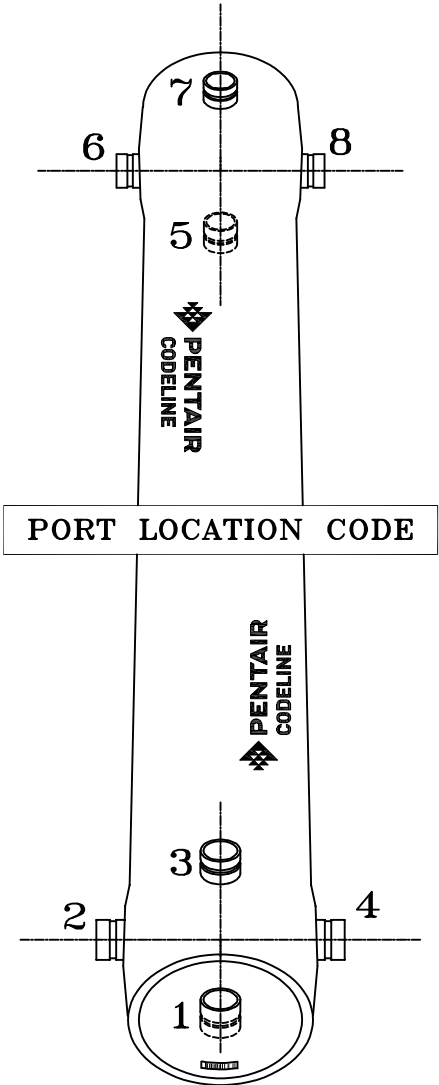 7
6
8
5
PENTAIR
CODELINE
PORT LOCATION CODE
PENTAIR
CODELINE
3
2
4
1